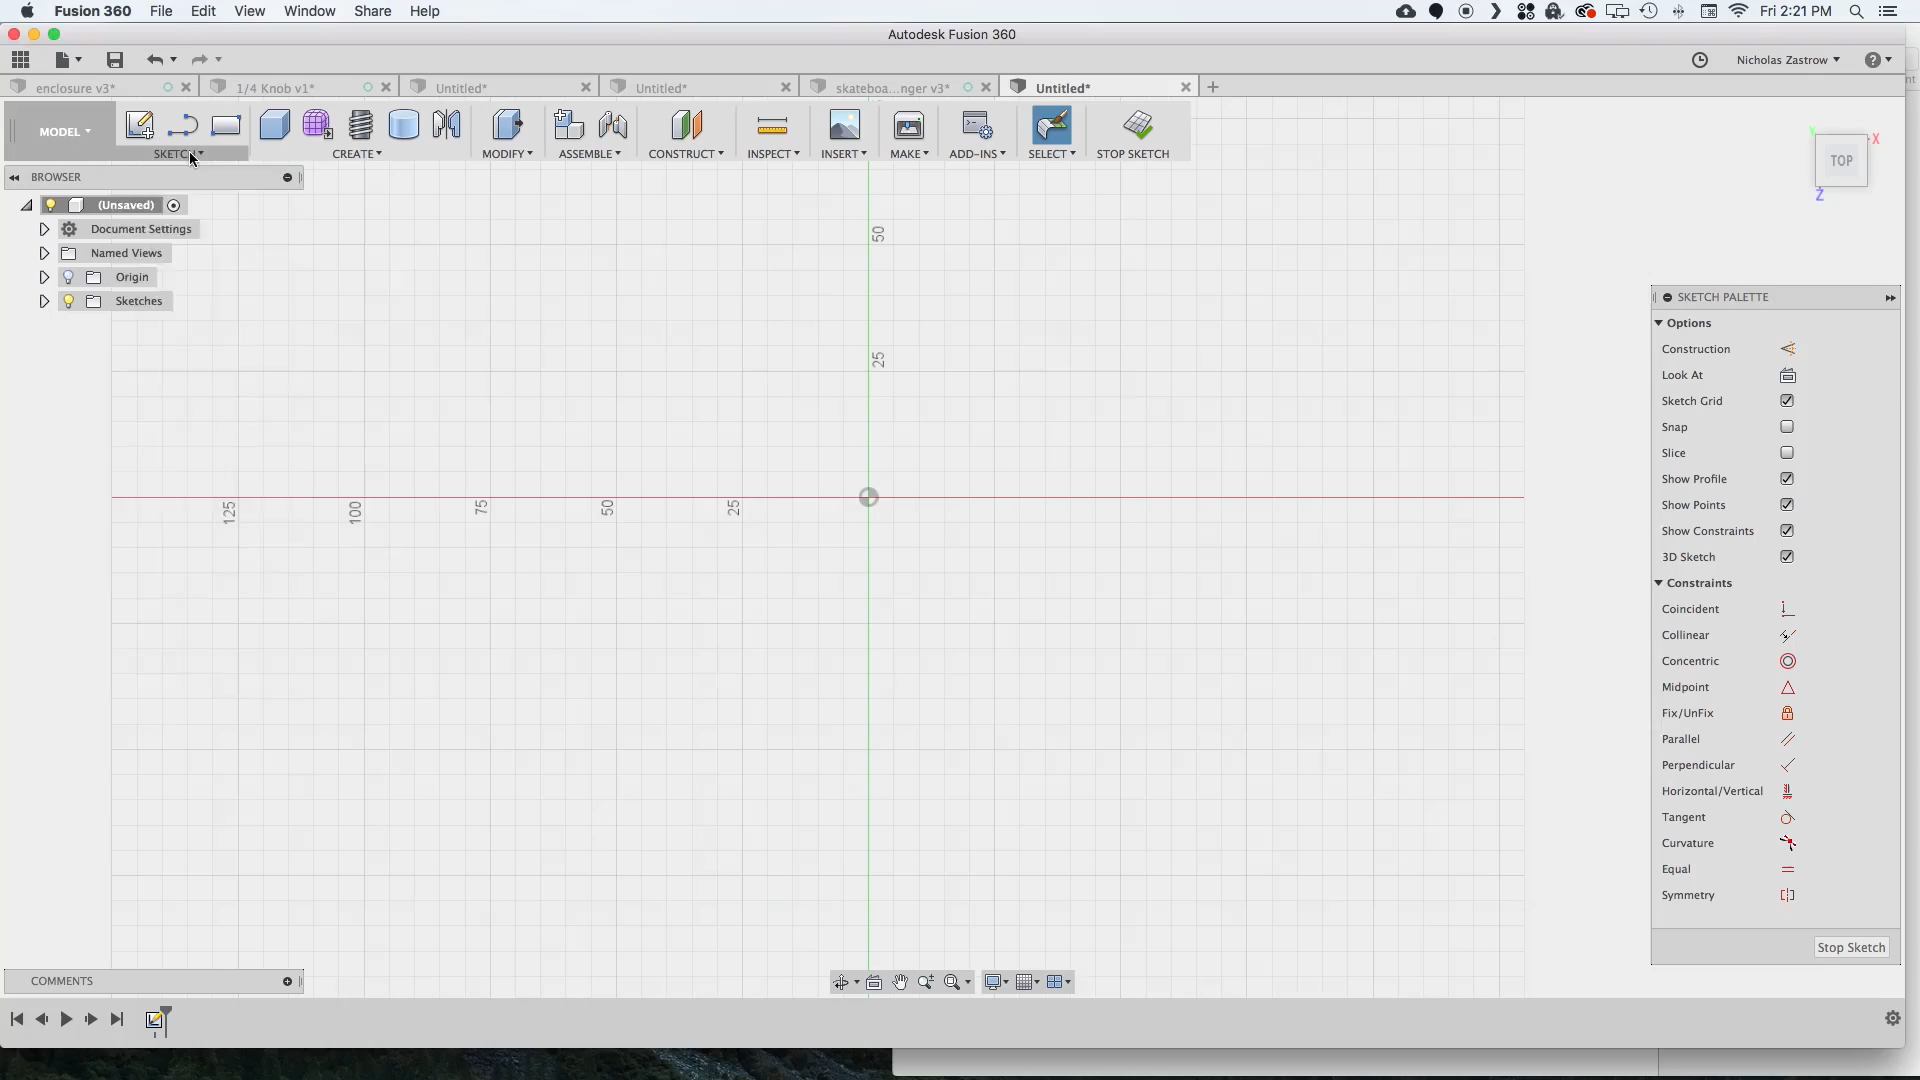 Fusion 360 File Edit View Window Share Help Fri 2:21 PM
Autodesk Fusion 360
Nicholas Zastrow
enclosure v3* 1/4 Knob v1* Untitled* Untitled* skateboa...nger v3* Untitled*
MODEL
SKETCH CREATE MODIFY ASSEMBLE CONSTRUCT INSPECT INSERT MAKE ADD-INS SELECT STOP SKETCH
Y X
TOP
Z
BROWSER
(Unsaved)
Document Settings
Named Views
Origin
Sketches
50
25
125 100 75 50 25
SKETCH PALETTE
Options
Construction
Look At
Sketch Grid
Snap
Slice
Show Profile
Show Points
Show Constraints
3D Sketch
Constraints
Coincident
Collinear
Concentric
Midpoint
Fix/UnFix
Parallel
Perpendicular
Horizontal/Vertical
Tangent
Curvature
Equal
Symmetry
Stop Sketch
COMMENTS